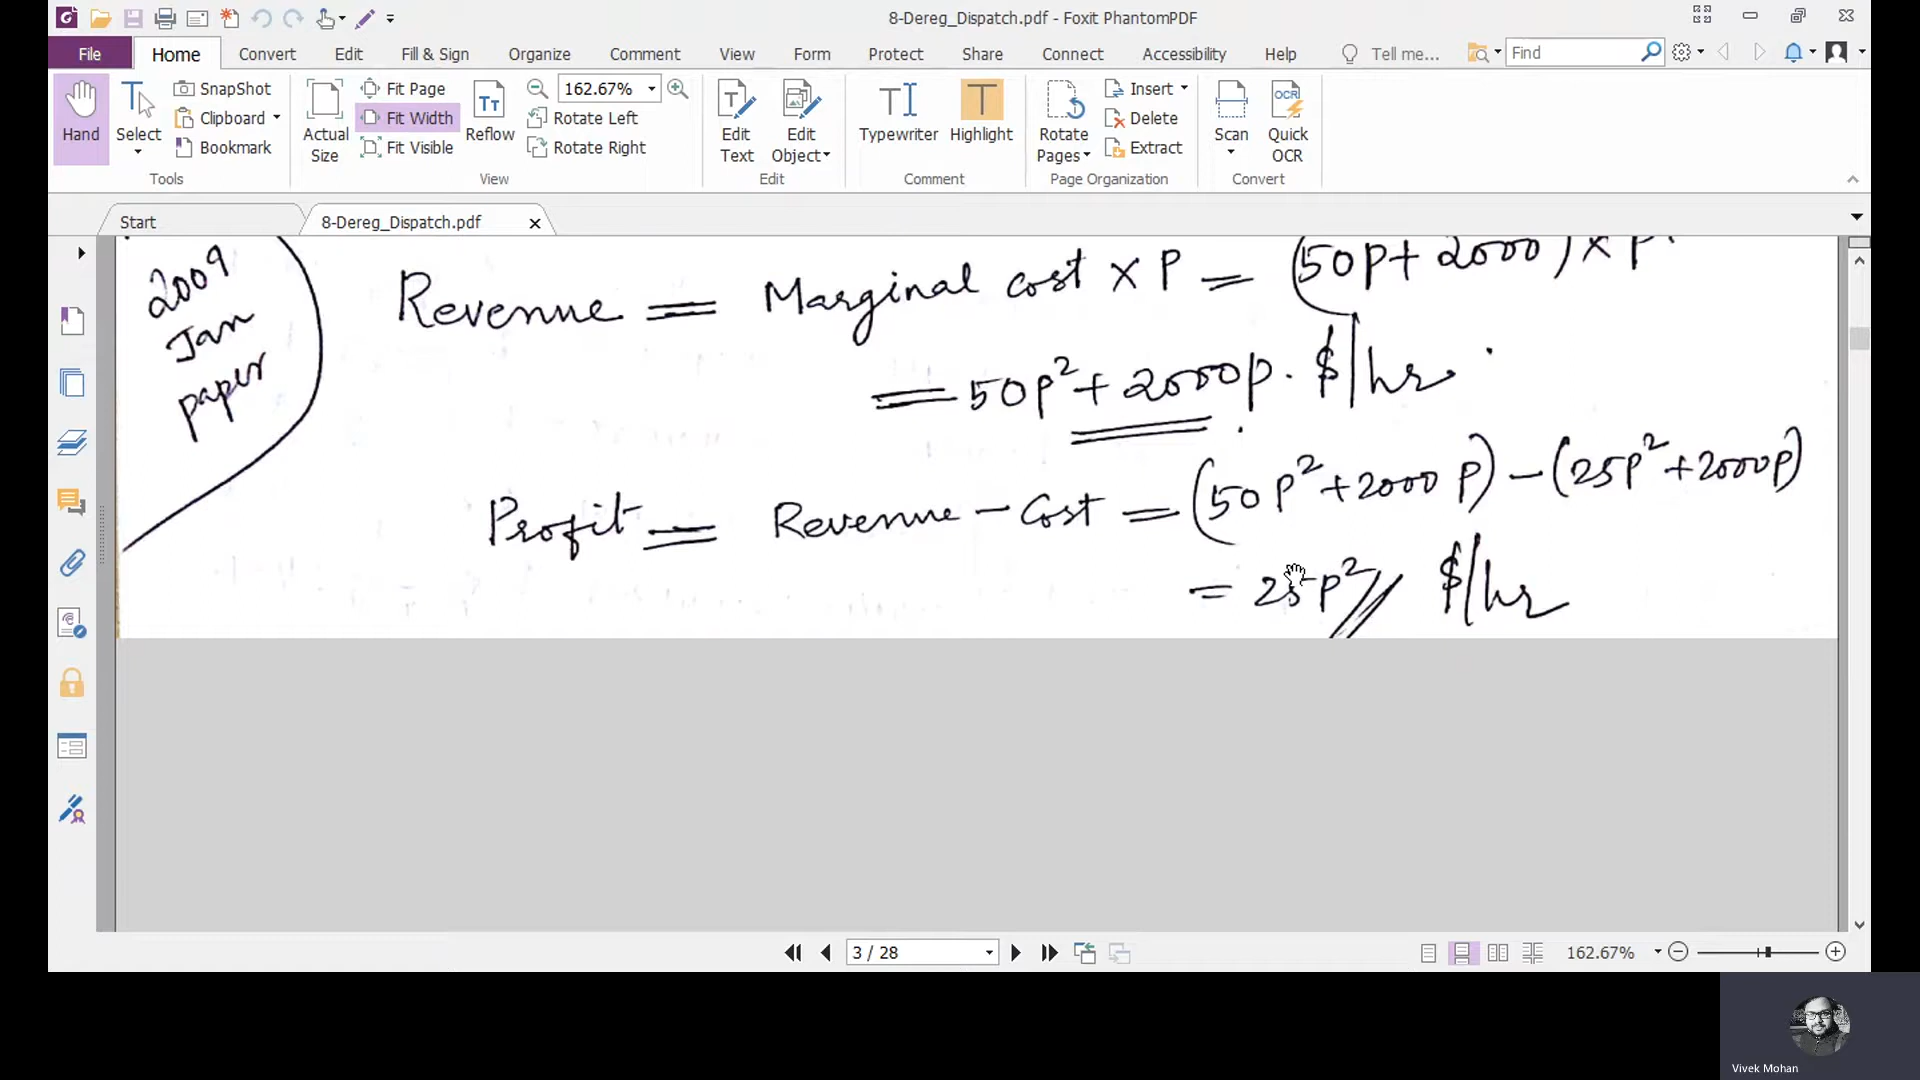 8-Dereg_Dispatch.pdf - Foxit PhantomPDF
File Home Convert Edit Fill & Sign Organize Comment View Form Protect Share Connect Accessibility Help Tell me... Find
Hand
Select
SnapShot
Clipboard
Bookmark
Tools
Actual Size
Fit Page
Fit Width
Fit Visible
Reflow
162.67%
Rotate Left
Rotate Right
View
Edit Text
Edit Object
Edit
Typewriter
Highlight
Comment
Rotate Pages
Insert
Delete
Extract
Page Organization
Scan
Quick OCR
Convert
Start 8-Dereg_Dispatch.pdf
2009
Jan
paper
Revenue = Marginal cost X P = (50P + 2000) X P.
= 50P² + 2000P. $/hr.
Profit = Revenue - Cost = (50P² + 2000 P) - (25P² + 2000P)
= 25P² // $/hr
3 / 28
162.67%
Vivek Mohan